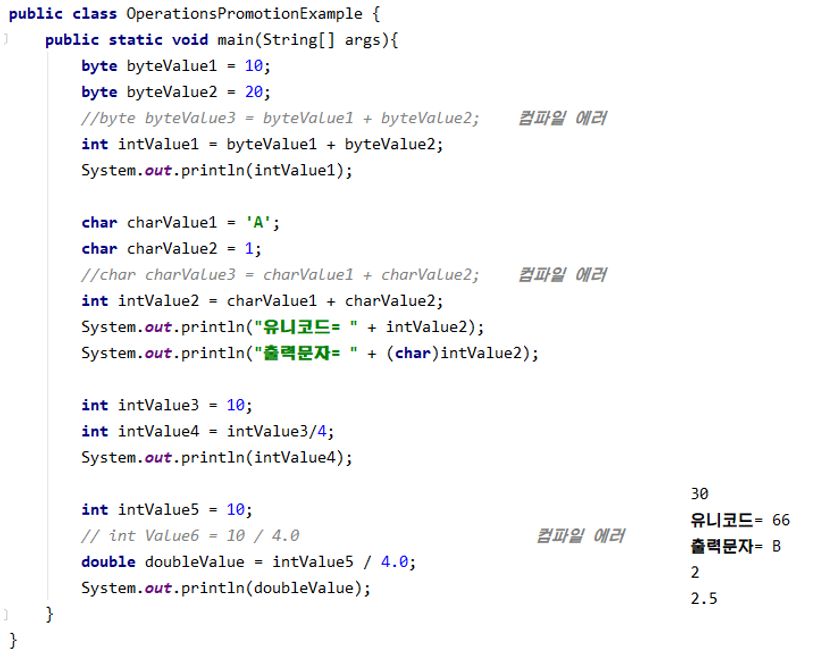 public class OperationsPromotionExample {
public static void main(String[] args){
byte byteValue1 = 10;
byte byteValue2 = 20;
//byte byteValue3 = byteValue1 + byteValue2; 컴파일 에러
int intValue1 = byteValue1 + byteValue2;
System.out.println(intValue1);
char charValue1 = 'A';
char charValue2 = 1;
//char charValue3 = charValue1 + charValue2; 컴파일 에러
int intValue2 = charValue1 + charValue2;
System.out.println("유니코드= " + intValue2);
System.out.println("출력문자= " + (char)intValue2);
int intValue3 = 10;
int intValue4 = intValue3/4;
System.out.println(intValue4);
int intValue5 = 10;
// int Value6 = 10 / 4.0 컴파일 에러
double doubleValue = intValue5 / 4.0;
System.out.println(doubleValue);
}
}
30
유니코드= 66
출력문자= B
2
2.5